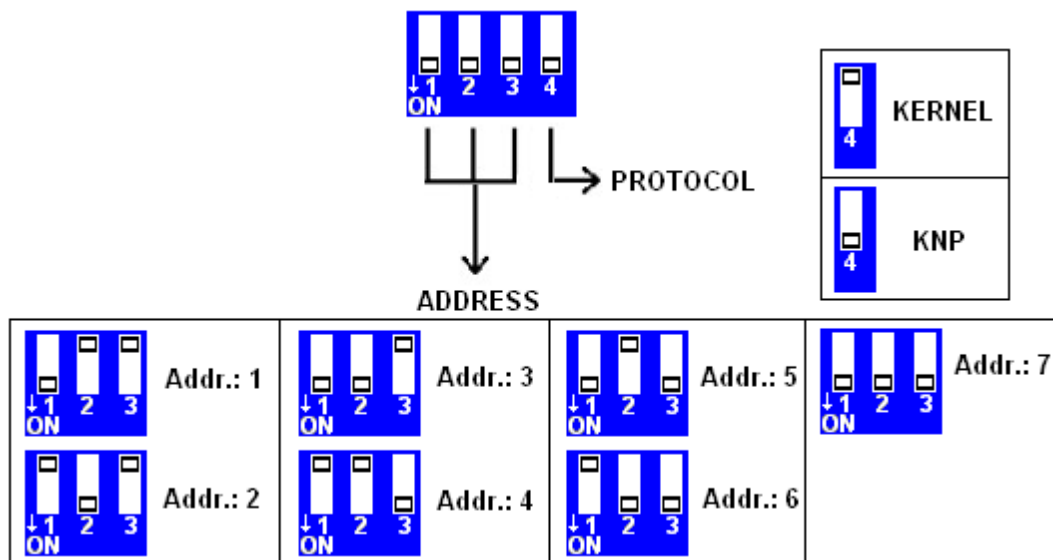 ↓1 2 3 4
ON
PROTOCOL
ADDRESS
4
KERNEL
4
KNP
↓1 2 3
ON
Addr.: 1
↓1 2 3
ON
Addr.: 2
↓1 2 3
ON
Addr.: 3
↓1 2 3
ON
Addr.: 4
↓1 2 3
ON
Addr.: 5
↓1 2 3
ON
Addr.: 6
↓1 2 3
ON
Addr.: 7